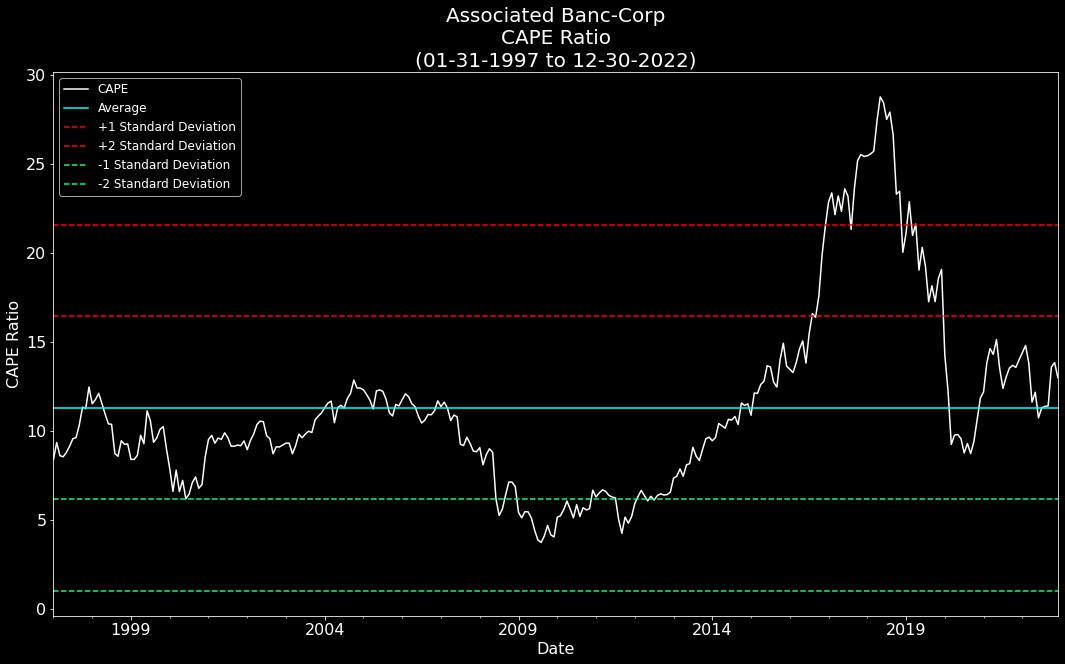 Associated Banc-Corp
CAPE Ratio
(01-31-1997 to 12-30-2022)
CAPE
Average
+1 Standard Deviation
+2 Standard Deviation
-1 Standard Deviation
-2 Standard Deviation
30
25
20
15
10
5
0
CAPE Ratio
1999 2004 2009 2014 2019
Date